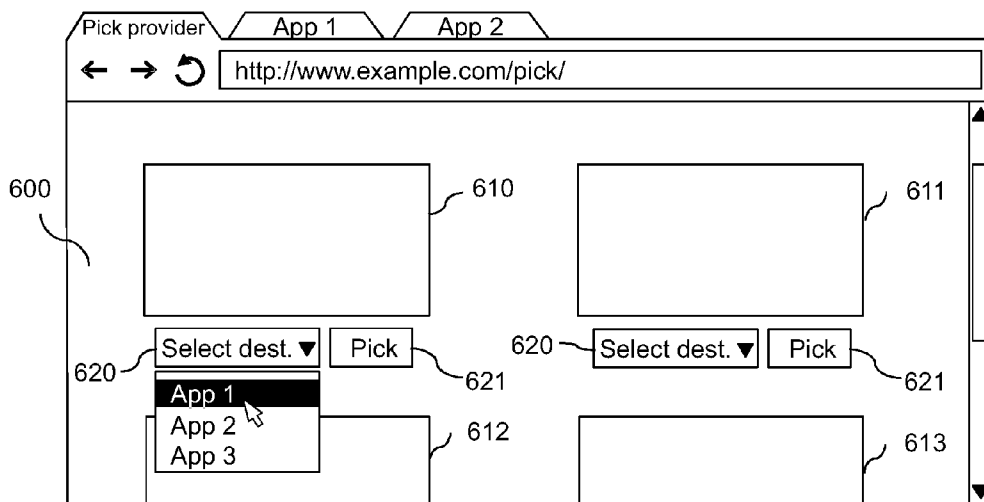 Pick provider App 1 App 2
http://www.example.com/pick/
600
610
611
620 Select dest. Pick 621
620 Select dest. Pick 621
App 1
App 2
App 3
612
613